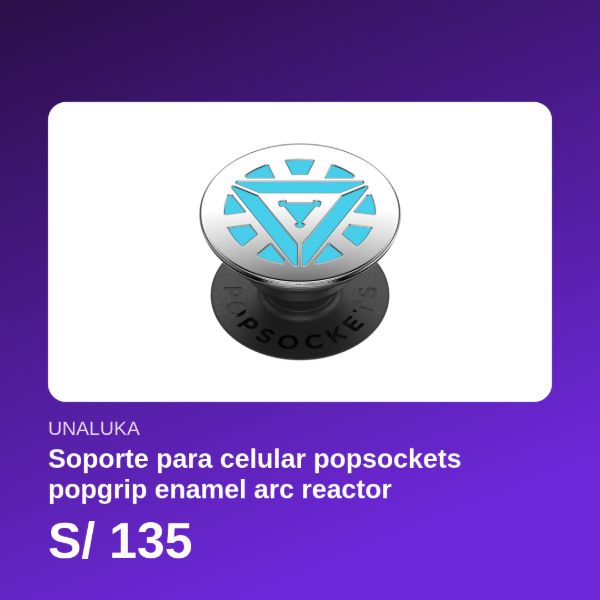 POPSOCKETS
UNALUKA
Soporte para celular popsockets
popgrip enamel arc reactor
S/ 135